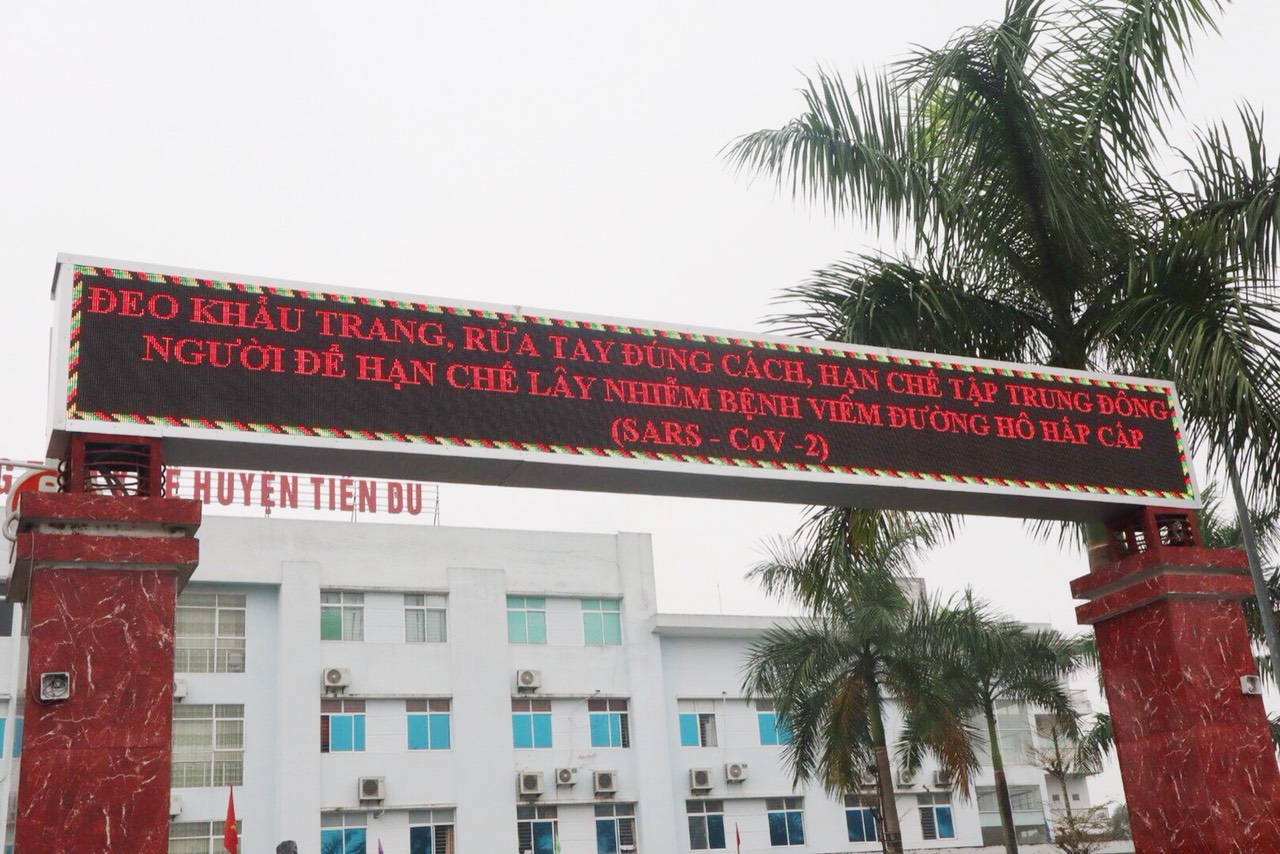 ĐEO KHẨU TRANG, RỬA TAY ĐÚNG CÁCH, HẠN CHẾ TẬP TRUNG ĐÔNG
NGƯỜI ĐỂ HẠN CHẾ LÂY NHIỄM BỆNH VIÊM ĐƯỜNG HÔ HẤP CẤP
(SARS - CoV -2)
HUYỆN TIÊN DU